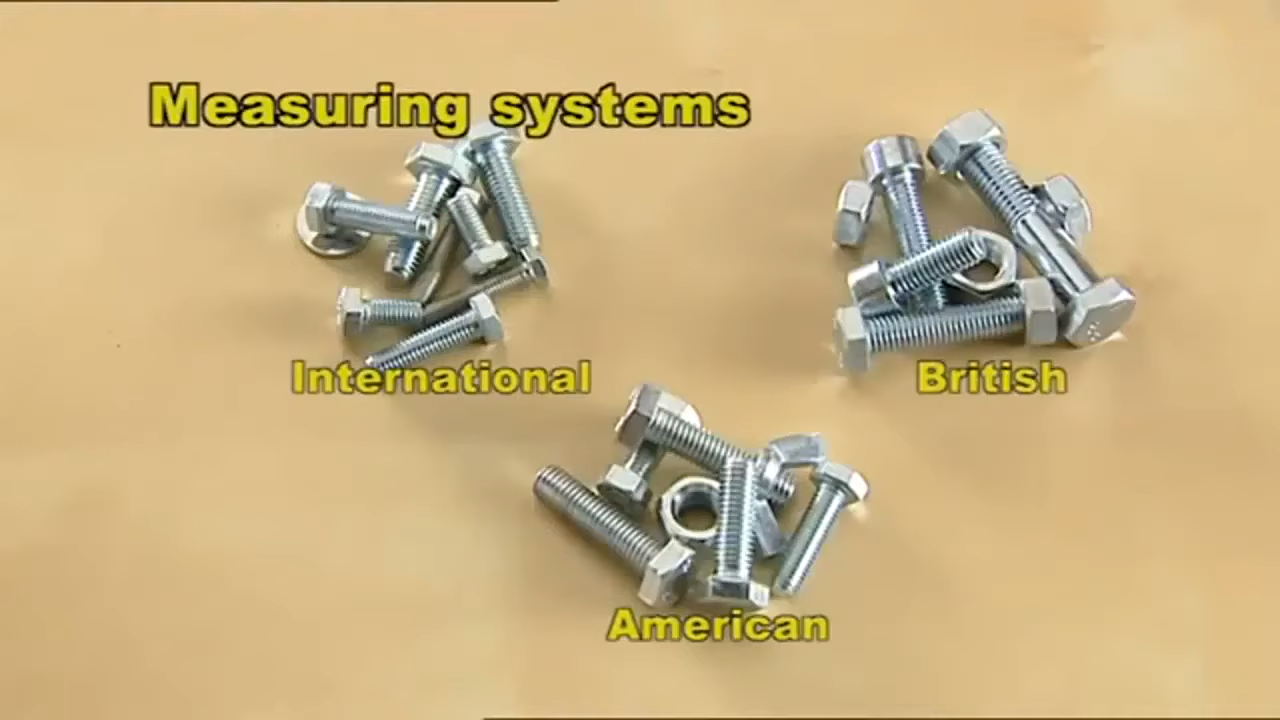 Measuring systems
International
British
American